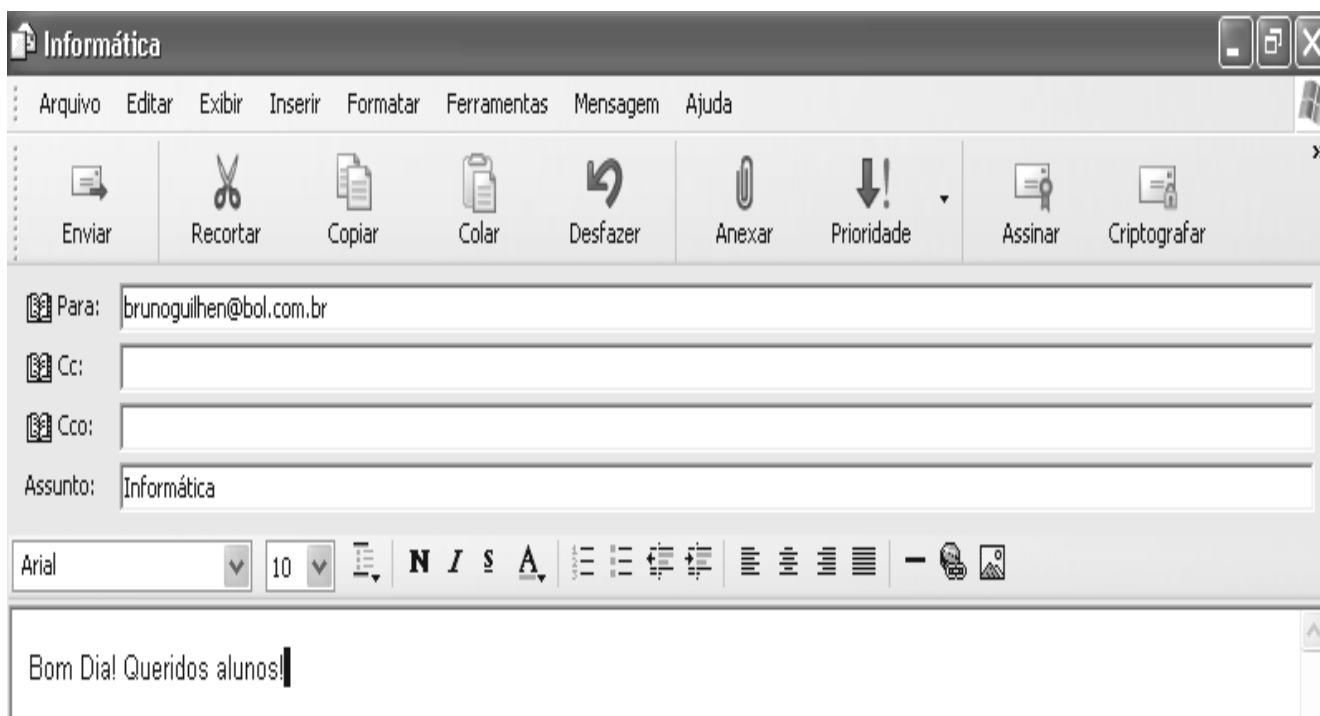 Informática
Arquivo Editar Exibir Inserir Formatar Ferramentas Mensagem Ajuda
Enviar Recortar Copiar Colar Desfazer Anexar Prioridade Assinar Criptografar
Para: brunoguilhen@bol.com.br
Cc:
Cco:
Assunto: Informática
Arial 10 N I S A
Bom Dia! Queridos alunos!